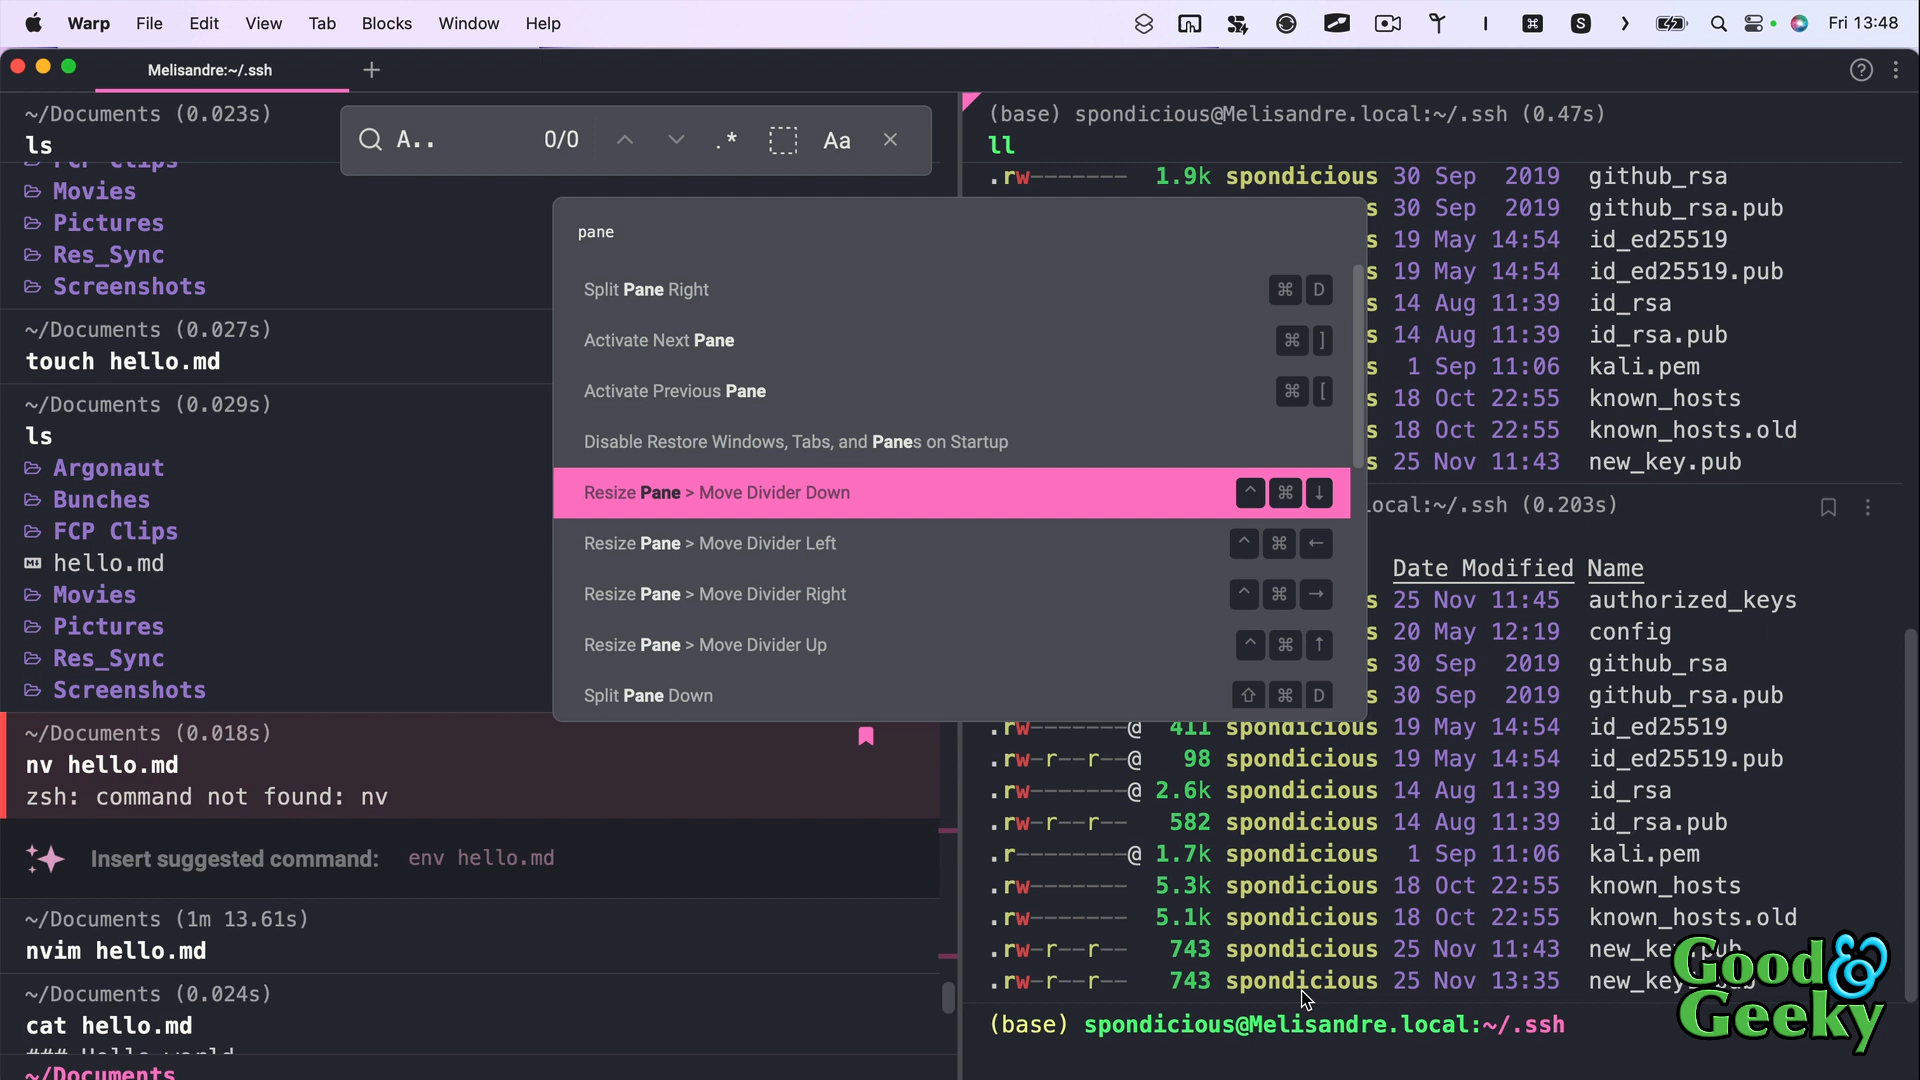 Warp File Edit View Tab Blocks Window Help Fri 13:48
Melisandre:~/.ssh
~/Documents (0.023s)
ls
FCP Clips
Movies
Pictures
Res_Sync
Screenshots
~/Documents (0.027s)
touch hello.md
~/Documents (0.029s)
ls
Argonaut
Bunches
FCP Clips
hello.md
Movies
Pictures
Res_Sync
Screenshots
~/Documents (0.018s)
nv hello.md
zsh: command not found: nv
Insert suggested command: env hello.md
~/Documents (1m 13.61s)
nvim hello.md
~/Documents (0.024s)
cat hello.md
### Hello world
~/Documents
A.. 0/0 .* Aa
pane
Split Pane Right ⌘ D
Activate Next Pane ⌘ ]
Activate Previous Pane ⌘ [
Disable Restore Windows, Tabs, and Panes on Startup
Resize Pane > Move Divider Down ^ ⌘ ↓
Resize Pane > Move Divider Left ^ ⌘ ←
Resize Pane > Move Divider Right ^ ⌘ →
Resize Pane > Move Divider Up ^ ⌘ ↑
Split Pane Down ⇧ ⌘ D
(base) spondicious@Melisandre.local:~/.ssh (0.47s)
ll
.rw------- 1.9k spondicious 30 Sep 2019 github_rsa
s 30 Sep 2019 github_rsa.pub
s 19 May 14:54 id_ed25519
s 19 May 14:54 id_ed25519.pub
s 14 Aug 11:39 id_rsa
s 14 Aug 11:39 id_rsa.pub
s 1 Sep 11:06 kali.pem
s 18 Oct 22:55 known_hosts
s 18 Oct 22:55 known_hosts.old
s 25 Nov 11:43 new_key.pub
ocal:~/.ssh (0.203s)
Date Modified Name
s 25 Nov 11:45 authorized_keys
s 20 May 12:19 config
s 30 Sep 2019 github_rsa
s 30 Sep 2019 github_rsa.pub
.rw-------@ 411 spondicious 19 May 14:54 id_ed25519
.rw-r--r--@ 98 spondicious 19 May 14:54 id_ed25519.pub
.rw-------@ 2.6k spondicious 14 Aug 11:39 id_rsa
.rw-r--r-- 582 spondicious 14 Aug 11:39 id_rsa.pub
.r--------@ 1.7k spondicious 1 Sep 11:06 kali.pem
.rw------- 5.3k spondicious 18 Oct 22:55 known_hosts
.rw------- 5.1k spondicious 18 Oct 22:55 known_hosts.old
.rw-r--r-- 743 spondicious 25 Nov 11:43 new_key.pub
.rw-r--r-- 743 spondicious 25 Nov 13:35
(base) spondicious@Melisandre.local:~/.ssh
Good&
Geeky